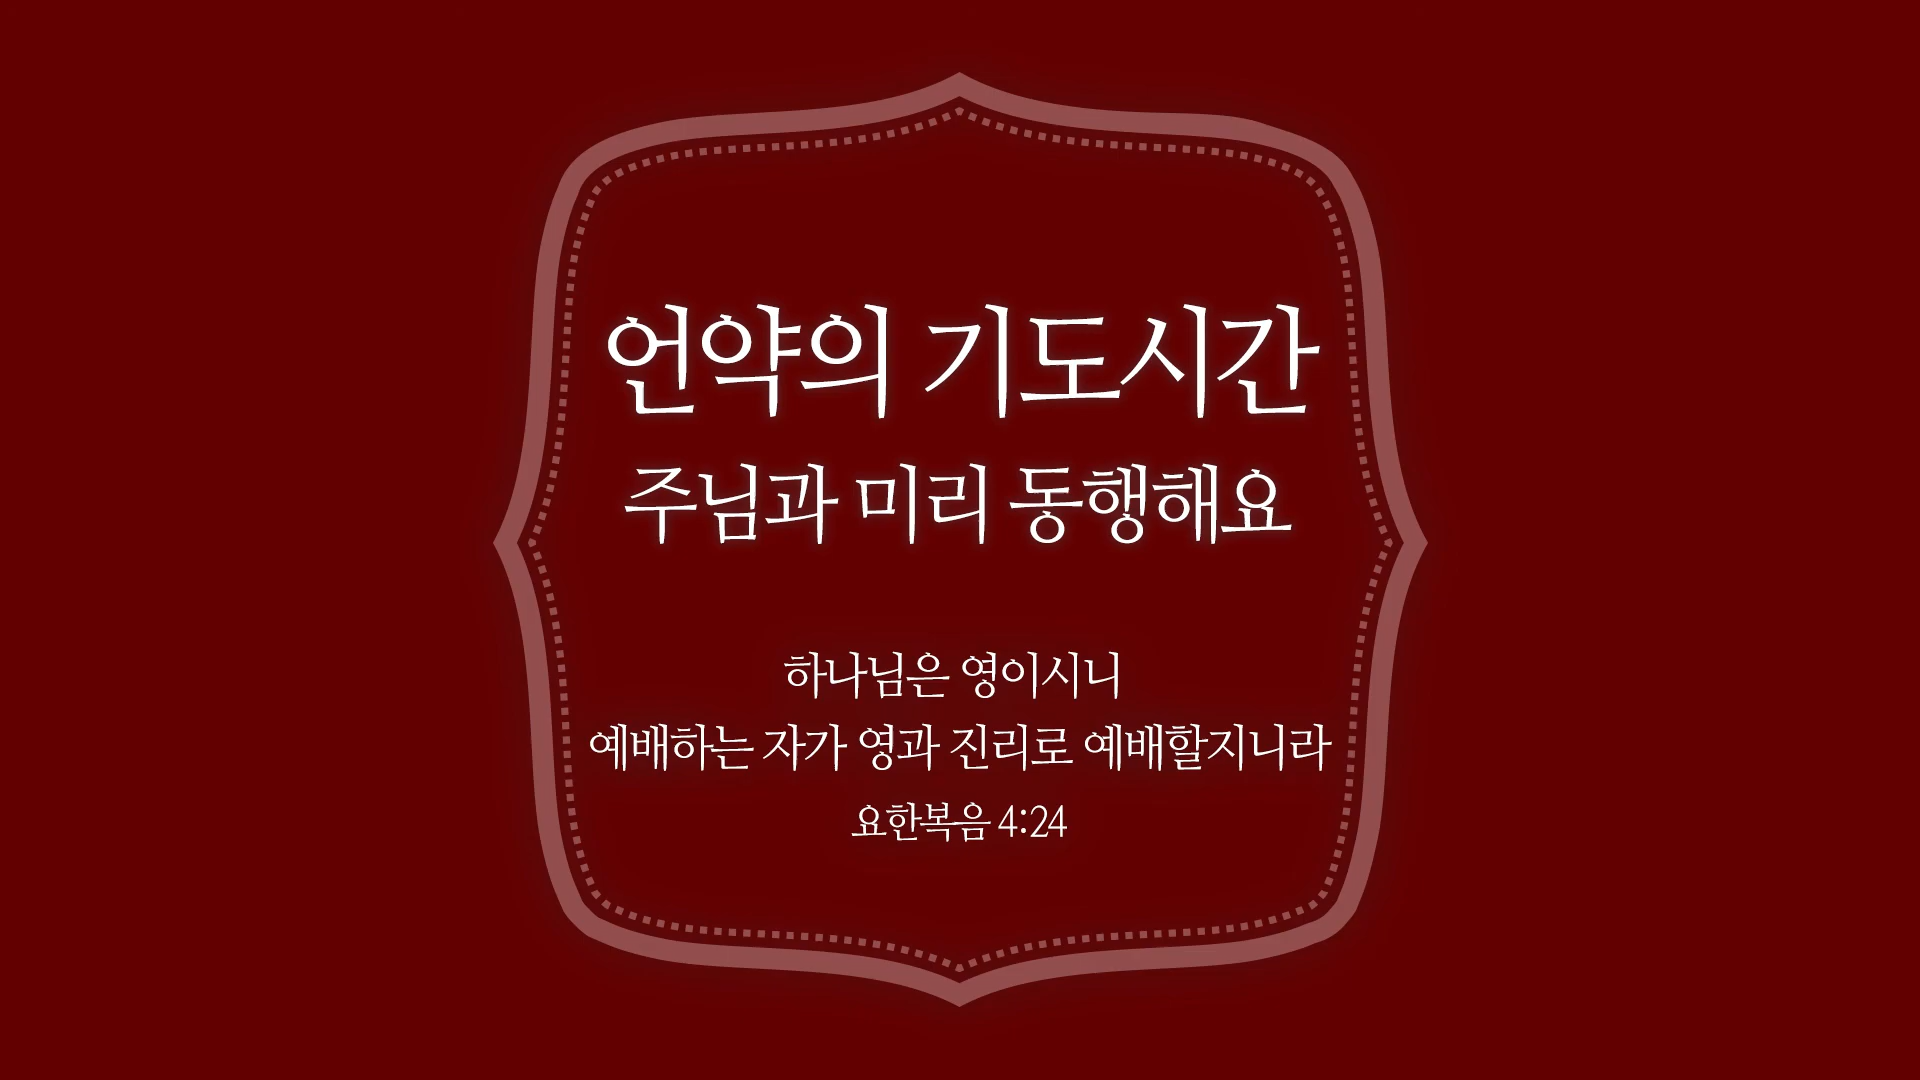 언약의 기도시간
주님과 미리 동행해요
하나님은 영이시니
예배하는 자가 영과 진리로 예배할지니라
요한복음 4:24